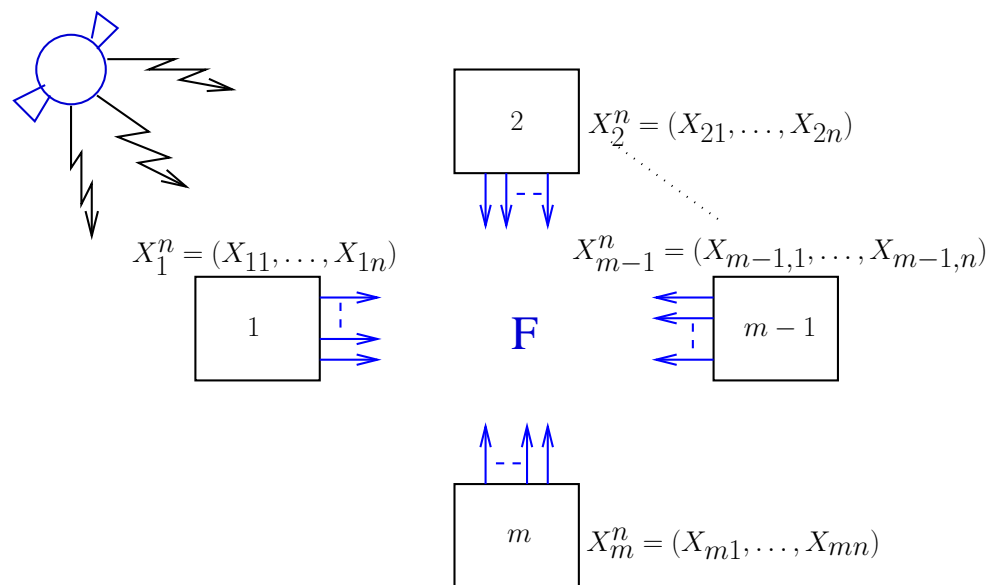 2
X_2^n = (X_{21}, . . . , X_{2n})
X_1^n = (X_{11}, . . . , X_{1n})
X_{m−1}^n = (X_{m−1,1}, . . . , X_{m−1,n})
1
F
m − 1
m
X_m^n = (X_{m1}, . . . , X_{mn})